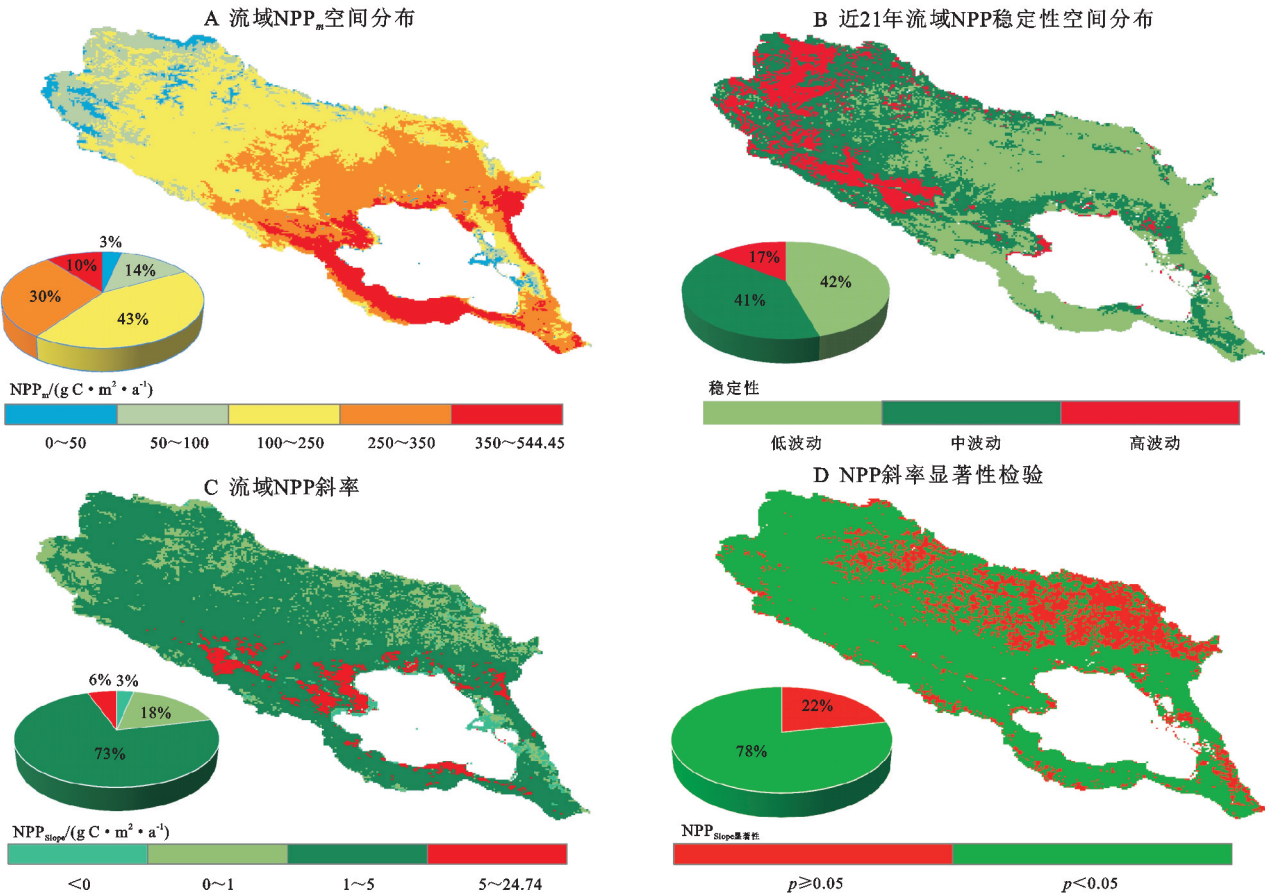 A 流域NPPm空间分布
3%
10%
14%
30%
43%
NPPm/(g C·m²·a⁻¹)
0~50 50~100 100~250 250~350 350~544.45
B 近21年流域NPP稳定性空间分布
17%
42%
41%
稳定性
低波动 中波动 高波动
C 流域NPP斜率
6% 3%
18%
73%
NPPSlope/(g C·m²·a⁻¹)
<0 0~1 1~5 5~24.74
D NPP斜率显著性检验
22%
78%
NPPSlope显著性
p≥0.05 p<0.05